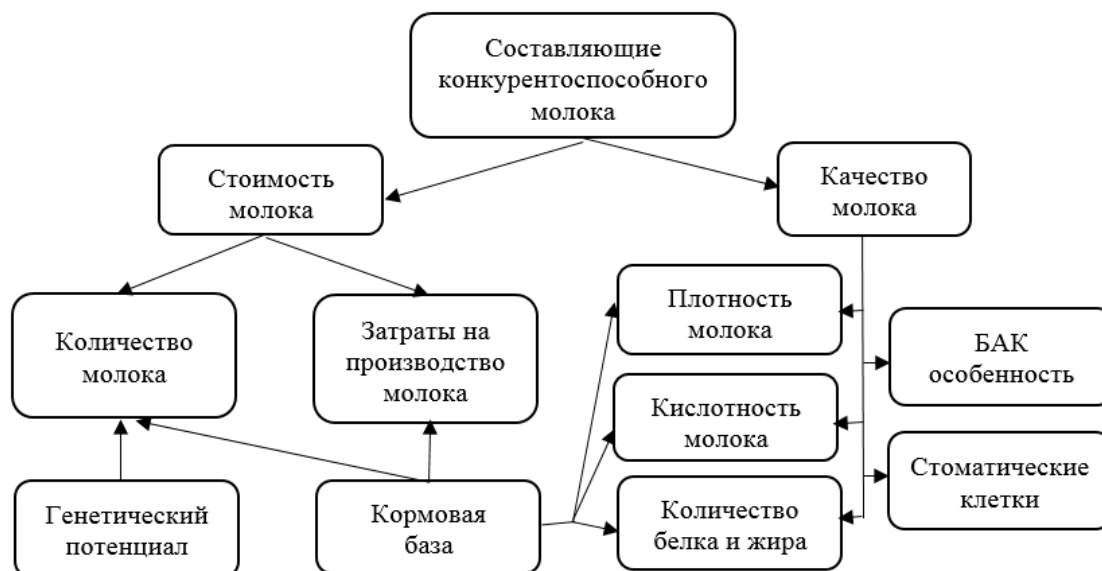 Составляющие
конкурентоспособного
молока
Стоимость
молока
Качество
молока
Количество
молока
Затраты на
производство
молока
Плотность
молока
БАК
особенность
Кислотность
молока
Стоматические
клетки
Генетический
потенциал
Кормовая
база
Количество
белка и жира